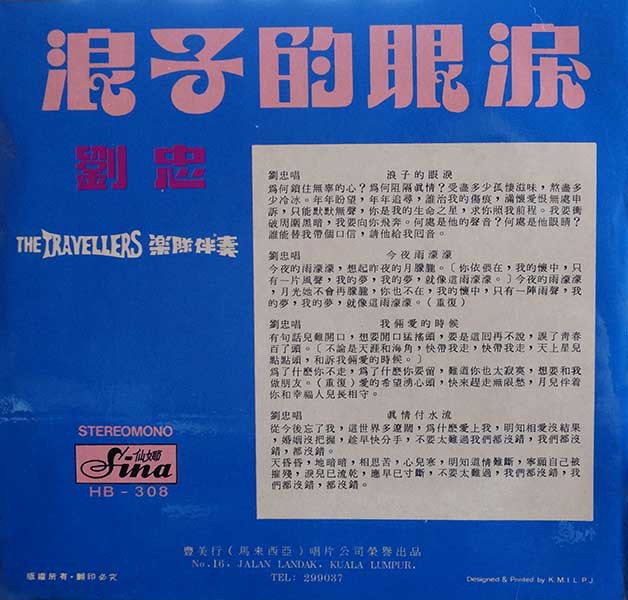 浪子的眼淚
劉忠
THE TRAVELLERS 楽隊伴奏
劉忠唱 浪子的眼淚
為何鎖住無辜的心?為何阻隔眞情?受盡多少孤悽滋味,熬盡多
少冷冰。年年盼望,年年追尋,誰治我的傷痕,讓懷愛恨無處申
訴,只能默默無聲,你是我的生命之星,求你照我前程。我要衝
破周圍黑暗,我要向你飛奔。何處是他的聲音?何處是他眼睛?
誰能替我帶個口信,請他給我囘音。
劉忠唱 今夜雨濛濛
今夜的雨濛濛,想起昨夜的月朦朧。〔你依偎在,我的懷中,只
有一片風聲,我的夢,我的夢,就像這雨濛濛。〕今夜的雨濛濛
,月光她不會再朦朧,你也不在,我的懷中,只有一陣雨聲,我
的夢,我的夢,就像這雨濛濛。(重復)
劉忠唱 我倆愛的時候
有句話兒難開口,想要開口猛搖頭,要是這囘再不說,誤了靑春
百了頭。〔不論是天涯和海角,快帶我走,快帶我走,天上星兒
點點頭,和訴我倆愛的時候。〕
爲了什麽你不走,爲了什麽你要留,難道你也太寂寞,想要和我
做朋友。(重復)愛的希望湧心頭,快來趕走無限愁,月兒伴着
你和幸福人兒長相守。
劉忠唱 眞情付水流
從今後忘了我,這世界多遼闊,爲什麽愛上我,明知相愛沒結果
,婚姻沒把握,趁早快分手,不要太難過我們都沒錯,我們都沒
錯,都沒錯。
天昏昏,地暗暗,相思苦,心兒寒,明知道情難斷,寧願自己被
摧殘,淚兒已流乾,應早已寸斷,不要太難過,我們都沒錯,我
們都沒錯,都沒錯。
STEREOMONO
仙娜
Sina
HB-308
豐美行(馬來西亞)唱片公司榮譽出品
No.16, JALAN LANDAK, KUALA LUMPUR.
TEL: 299037
版權所有·翻印必究
Designed & Printed by K.M.I.L. P.J.